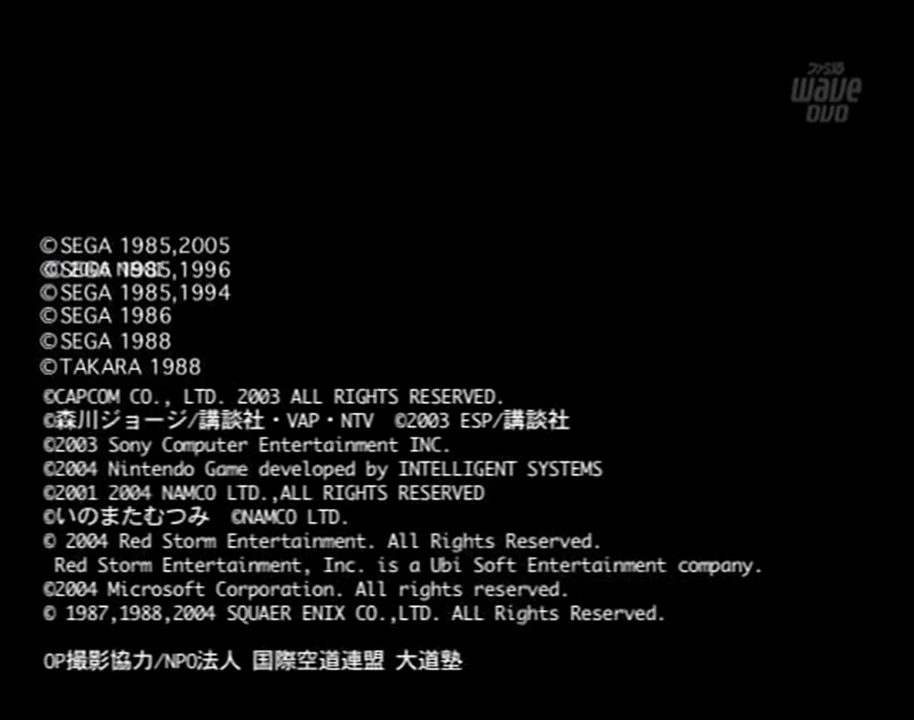 ファミ通
wave
DVD
©SEGA 1985,2005
©SEGA 1985,1996
©SEGA 1985,1994
©SEGA 1986
©SEGA 1988
©TAKARA 1988
©CAPCOM CO., LTD. 2003 ALL RIGHTS RESERVED.
©森川ジョージ/講談社・VAP・NTV ©2003 ESP/講談社
©2003 Sony Computer Entertainment INC.
©2004 Nintendo Game developed by INTELLIGENT SYSTEMS
©2001 2004 NAMCO LTD.,ALL RIGHTS RESERVED
©いのまたむつみ ©NAMCO LTD.
© 2004 Red Storm Entertainment. All Rights Reserved.
Red Storm Entertainment, Inc. is a Ubi Soft Entertainment company.
©2004 Microsoft Corporation. All rights reserved.
© 1987,1988,2004 SQUAER ENIX CO.,LTD. ALL Rights Reserved.
OP撮影協力/NPO法人 国際空道連盟 大道塾